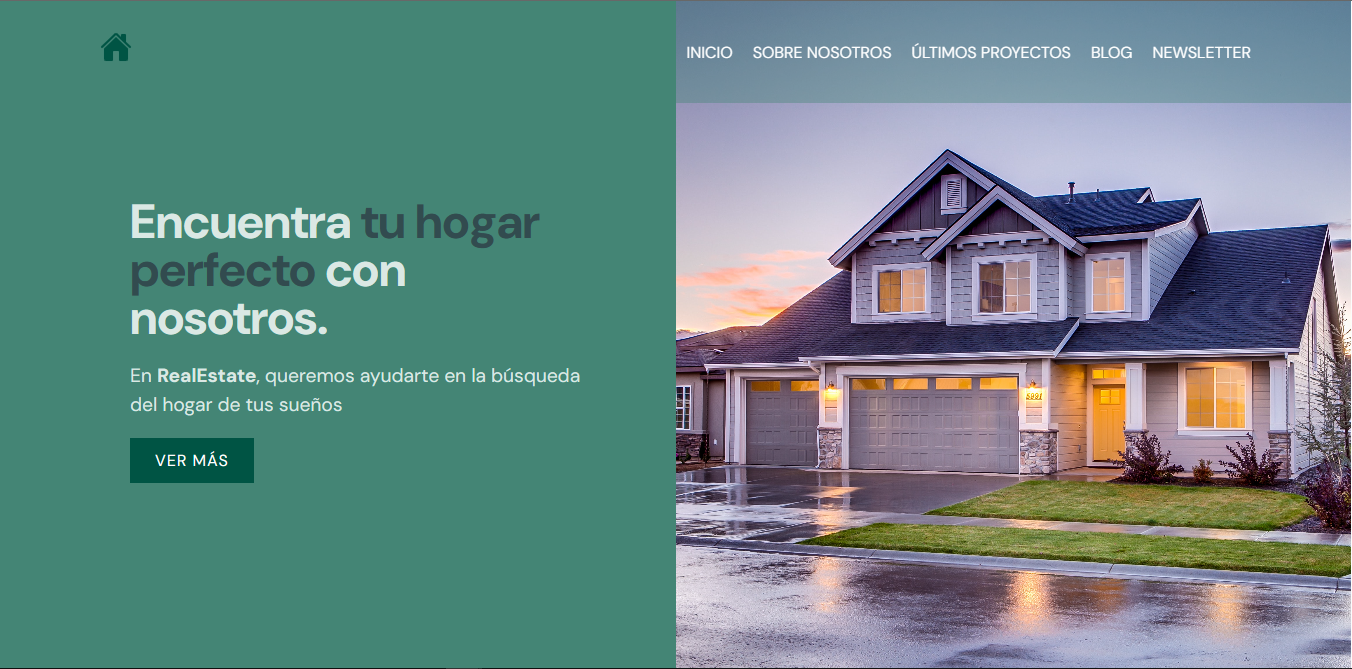 INICIO SOBRE NOSOTROS ÚLTIMOS PROYECTOS BLOG NEWSLETTER
Encuentra tu hogar
perfecto con
nosotros.
En RealEstate, queremos ayudarte en la búsqueda
del hogar de tus sueños
VER MÁS
5991